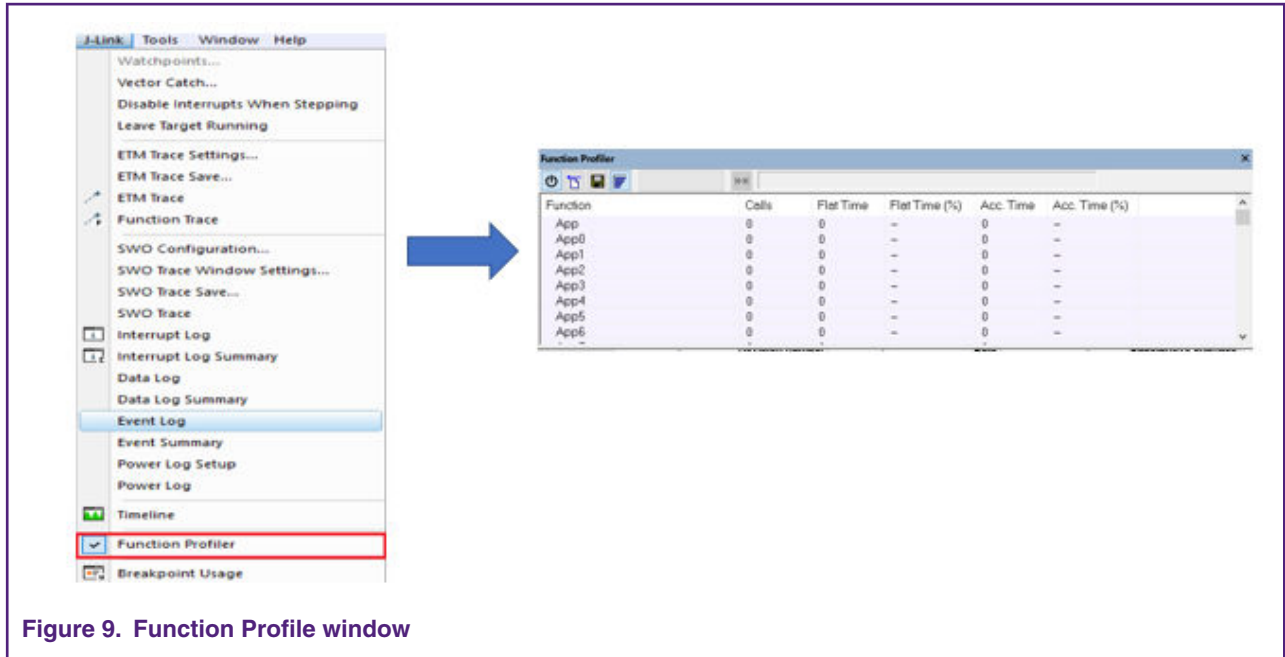 J-Link Tools Window Help
Watchpoints...
Vector Catch...
Disable Interrupts When Stepping
Leave Target Running
ETM Trace Settings...
ETM Trace Save...
ETM Trace
Function Trace
SWO Configuration...
SWO Trace Window Settings...
SWO Trace Save...
SWO Trace
Interrupt Log
Interrupt Log Summary
Data Log
Data Log Summary
Event Log
Event Summary
Power Log Setup
Power Log
Timeline
Function Profiler
Breakpoint Usage
Function Profiler
Function Calls Flat Time Flat Time (%) Acc. Time Acc. Time (%)
App 0 0 - 0 -
App0 0 0 - 0 -
App1 0 0 - 0 -
App2 0 0 - 0 -
App3 0 0 - 0 -
App4 0 0 - 0 -
App5 0 0 - 0 -
App6 0 0 - 0 -
Figure 9. Function Profile window